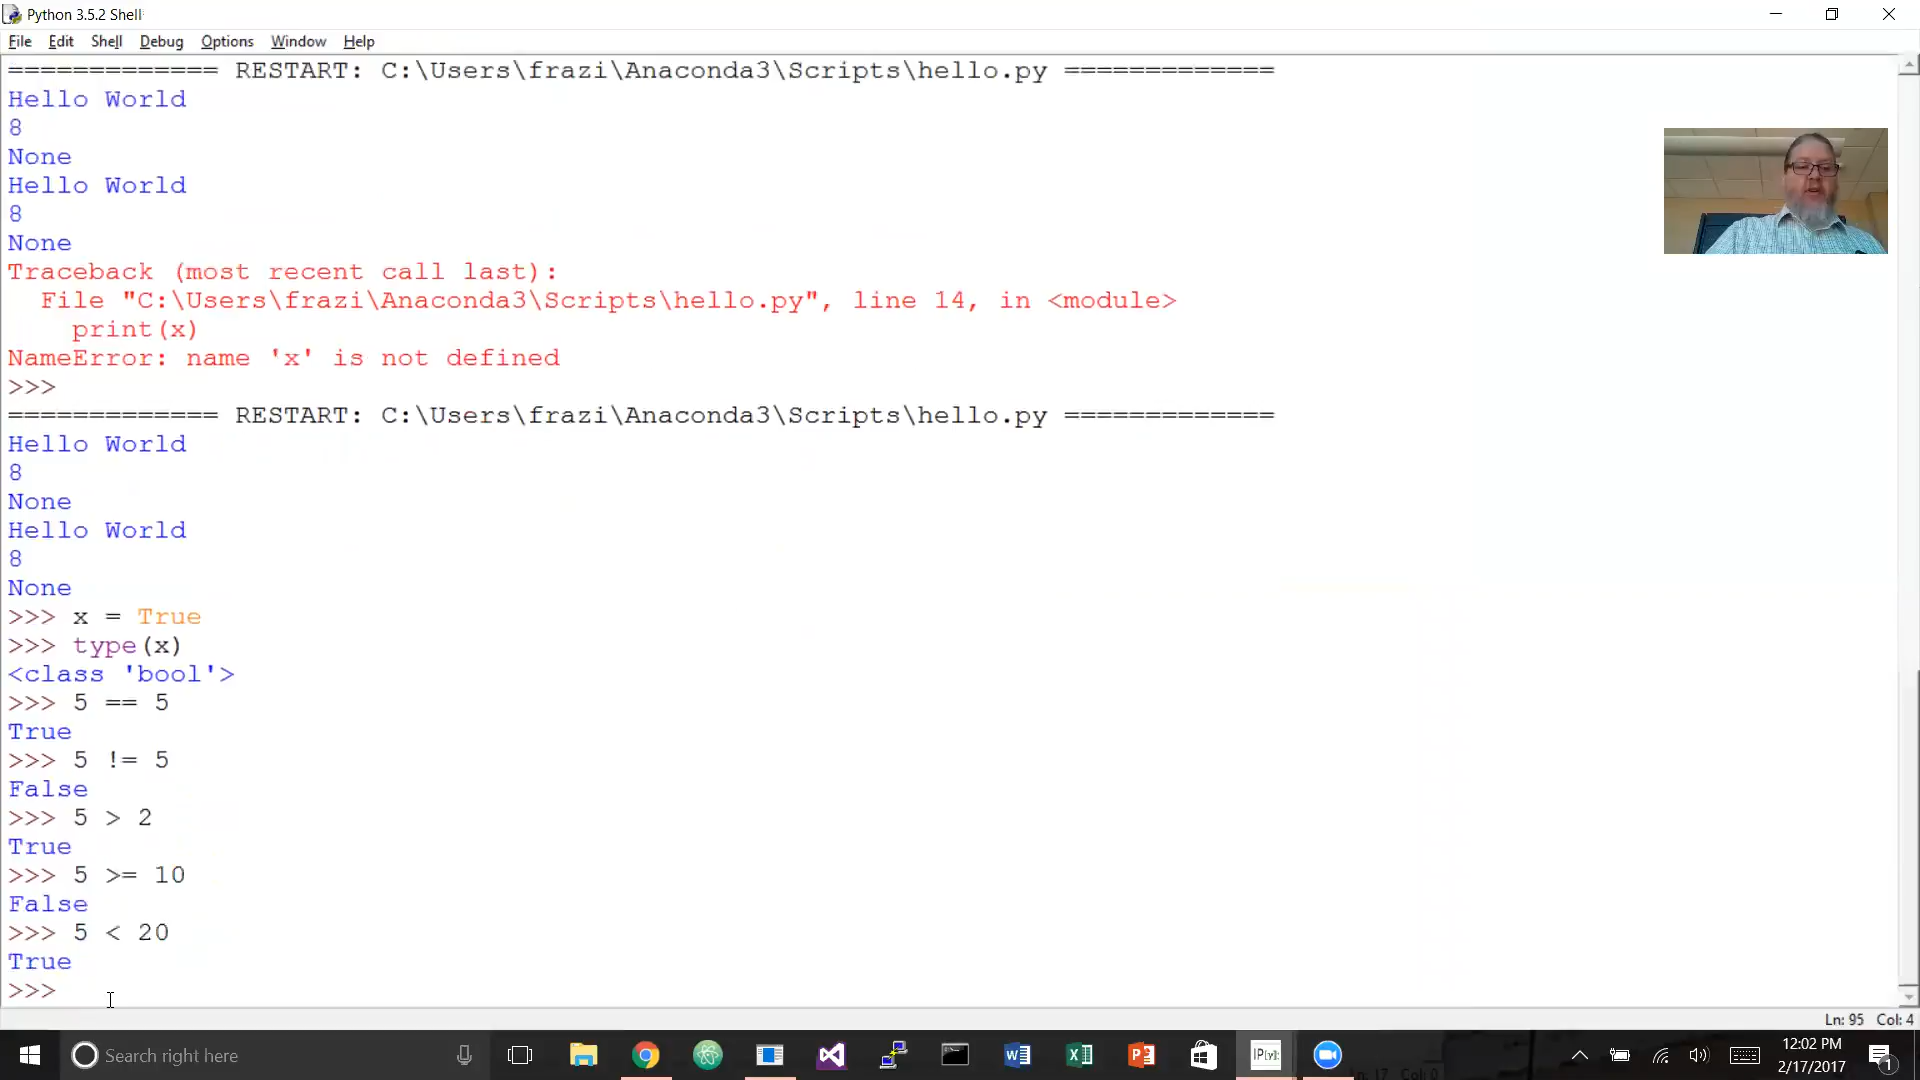 Python 3.5.2 Shell
File Edit Shell Debug Options Window Help
============= RESTART: C:\Users\frazi\Anaconda3\Scripts\hello.py =============
Hello World
8
None
Hello World
8
None
Traceback (most recent call last):
  File "C:\Users\frazi\Anaconda3\Scripts\hello.py", line 14, in <module>
    print(x)
NameError: name 'x' is not defined
>>>
============= RESTART: C:\Users\frazi\Anaconda3\Scripts\hello.py =============
Hello World
8
None
Hello World
8
None
>>> x = True
>>> type(x)
<class 'bool'>
>>> 5 == 5
True
>>> 5 != 5
False
>>> 5 > 2
True
>>> 5 >= 10
False
>>> 5 < 20
True
>>>
Ln: 95 Col: 4
Search right here
12:02 PM
2/17/2017
1